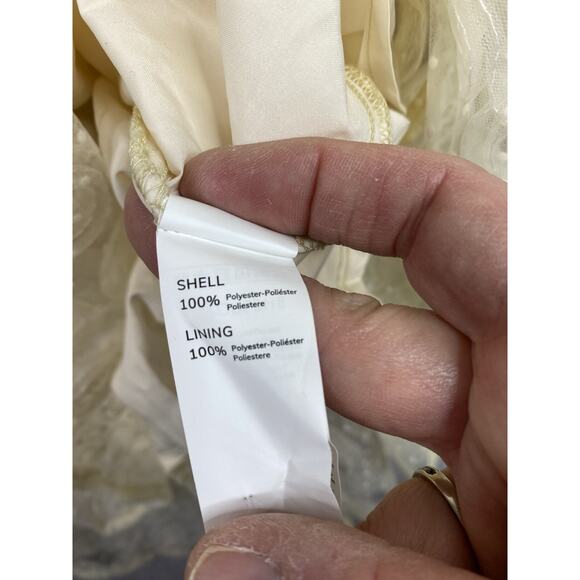 SHELL
100% Polyester-Poliéster
Poliestere
LINING
100% Polyester-Poliéster
Poliestere